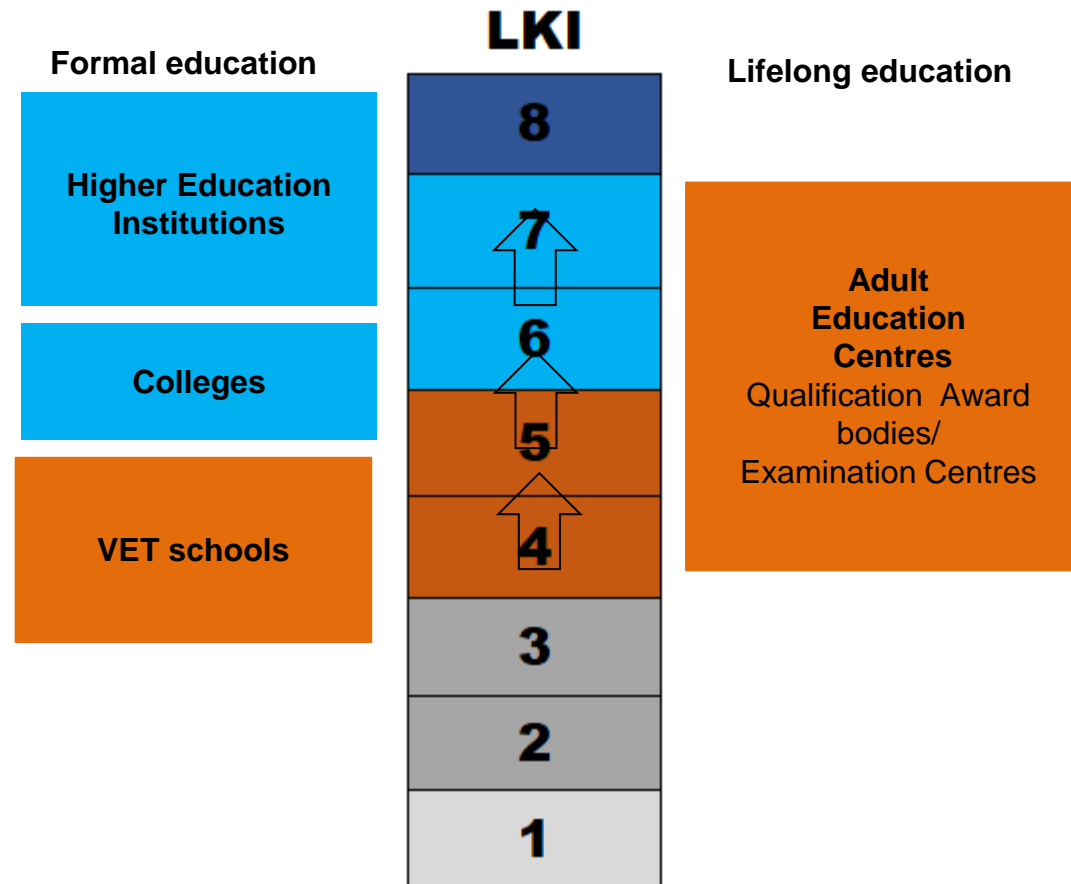 LKI
Formal education
Lifelong education
Higher Education
Institutions
Colleges
VET schools
8
7
6
5
4
3
2
1
Adult
Education
Centres
Qualification Award
bodies/
Examination Centres